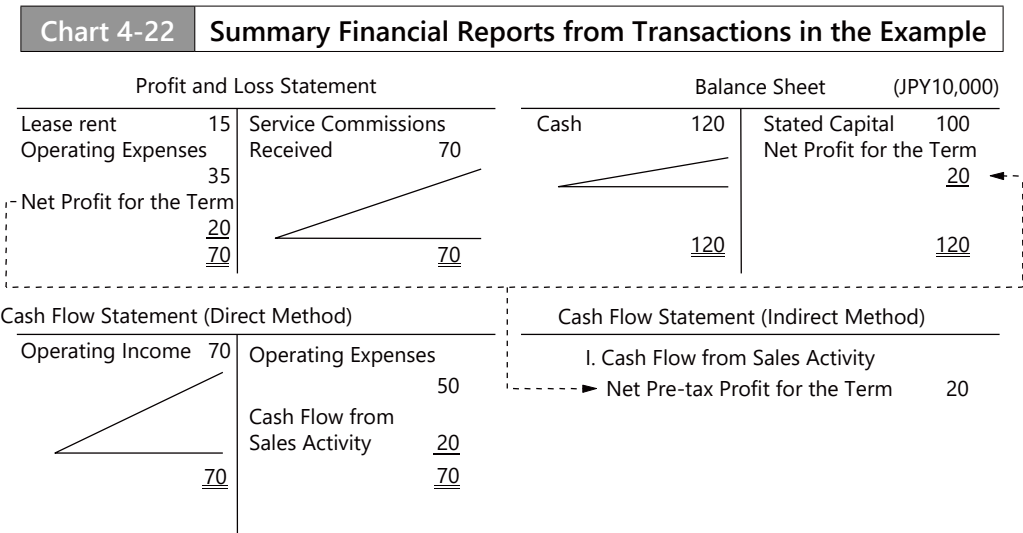 Chart 4-22 Summary Financial Reports from Transactions in the Example
Profit and Loss Statement
Lease rent 15
Operating Expenses
35
Net Profit for the Term
20
70
Service Commissions
Received 70
70
Balance Sheet (JPY10,000)
Cash 120
120
Stated Capital 100
Net Profit for the Term
20
120
Cash Flow Statement (Direct Method)
Operating Income 70
70
Operating Expenses
50
Cash Flow from
Sales Activity 20
70
Cash Flow Statement (Indirect Method)
I. Cash Flow from Sales Activity
Net Pre-tax Profit for the Term 20